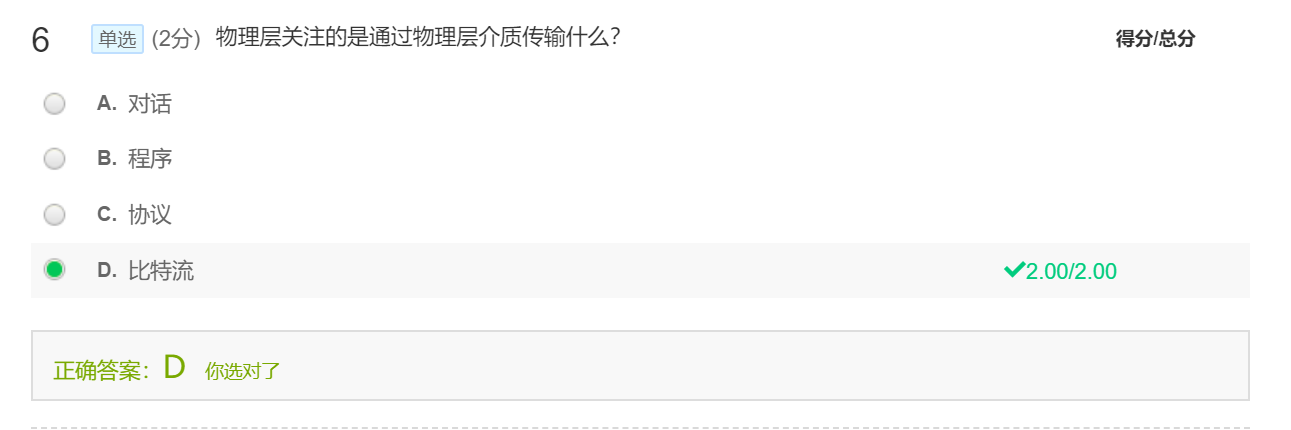 6 单选 (2分) 物理层关注的是通过物理层介质传输什么? 得分/总分
A. 对话
B. 程序
C. 协议
D. 比特流 2.00/2.00
正确答案：D 你选对了